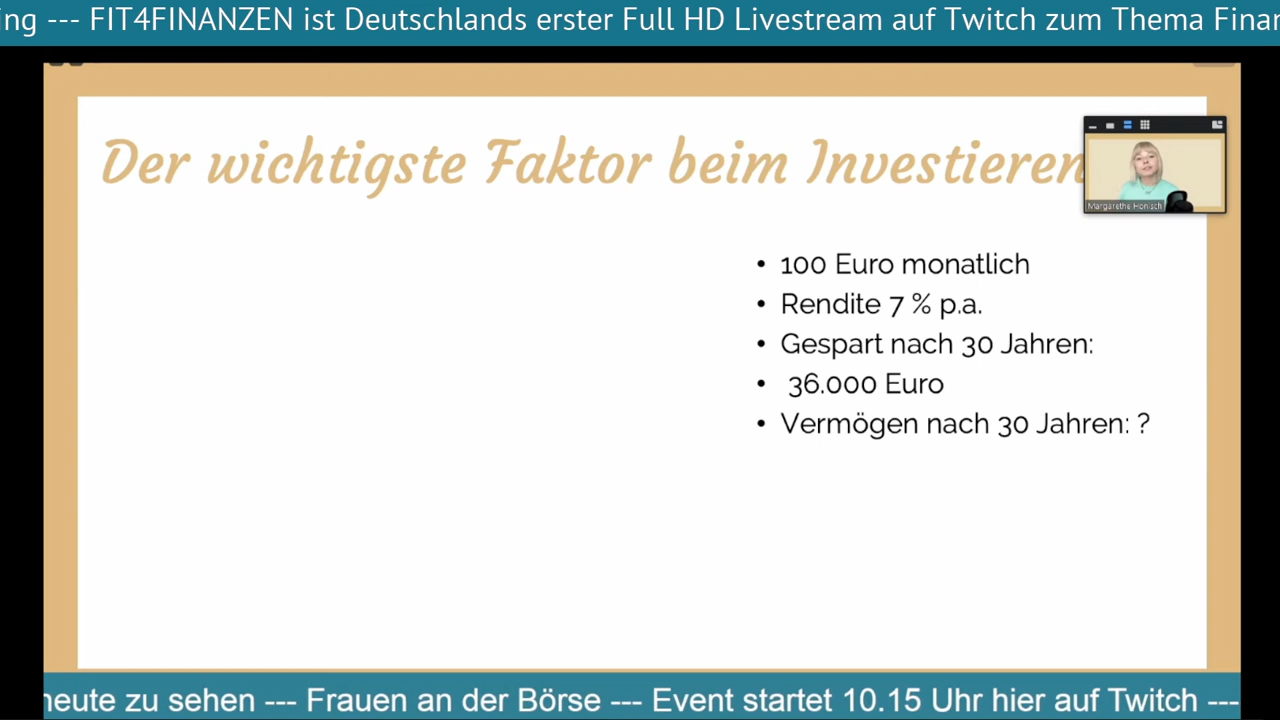 ing --- FIT4FINANZEN ist Deutschlands erster Full HD Livestream auf Twitch zum Thema Finan
Der wichtigste Faktor beim Investieren
Margarethe Honisch
• 100 Euro monatlich
• Rendite 7 % p.a.
• Gespart nach 30 Jahren:
• 36.000 Euro
• Vermögen nach 30 Jahren: ?
heute zu sehen --- Frauen an der Börse --- Event startet 10.15 Uhr hier auf Twitch ---